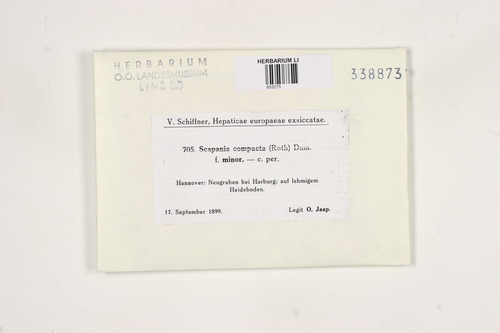 HERBARIUM
O.Ö. LANDESMUSEUM
LINZ
HERBARIUM LI
338873
V. Schiffner, Hepaticae europaeae exsiccatae.
705. Scapania compacta (Roth) Dum.
f. minor. — c. per.
Hannover: Neugraben bei Harburg; auf lehmigem
Heideboden.
17. September 1899. Legit O. Jaap.